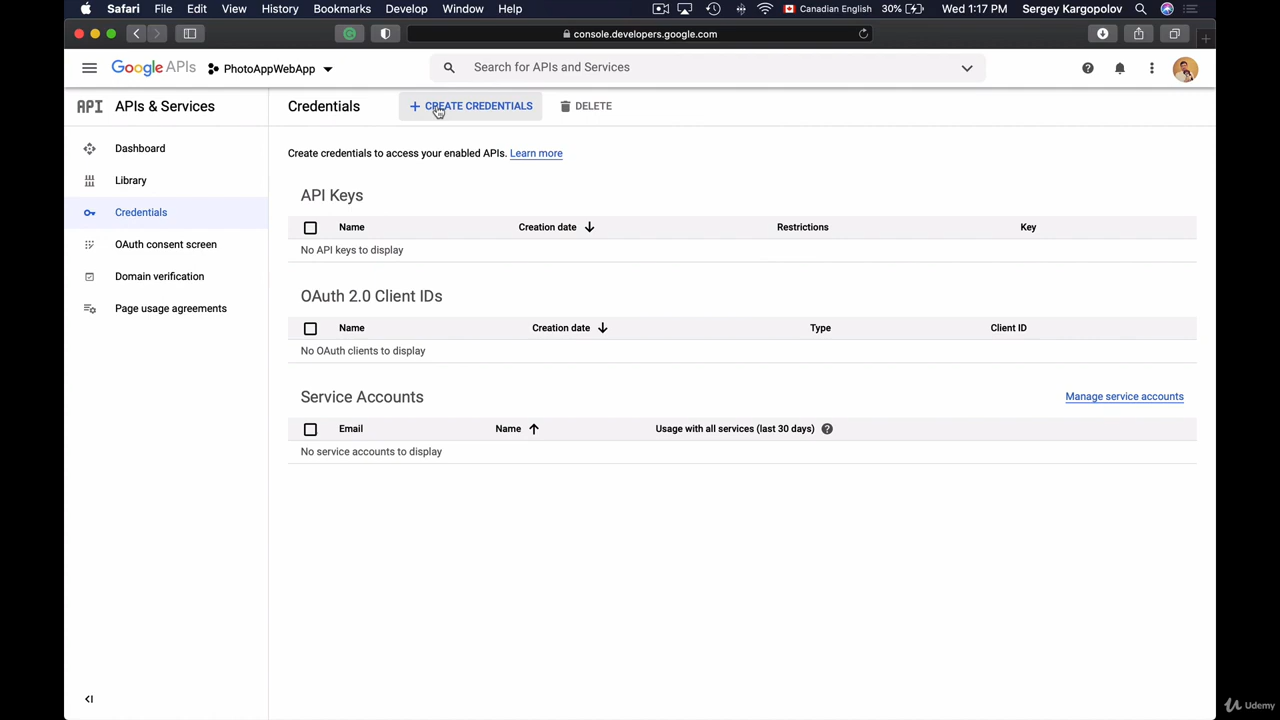 Safari File Edit View History Bookmarks Develop Window Help Canadian English 30% Wed 1:17 PM Sergey Kargopolov
console.developers.google.com
Google APIs PhotoAppWebApp Search for APIs and Services
API APIs & Services Credentials + CREATE CREDENTIALS DELETE
Dashboard
Library
Credentials
OAuth consent screen
Domain verification
Page usage agreements
Create credentials to access your enabled APIs. Learn more
API Keys
Name Creation date Restrictions Key
No API keys to display
OAuth 2.0 Client IDs
Name Creation date Type Client ID
No OAuth clients to display
Service Accounts Manage service accounts
Email Name Usage with all services (last 30 days)
No service accounts to display
Udemy